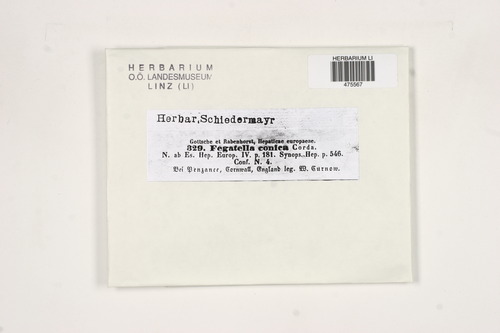 HERBARIUM
O.Ö. LANDESMUSEUM
LINZ (LI)
HERBARIUM LI
475567
Herbar,Schiedermayr
Gottsche et Rabenhorst, Hepaticae europaeae.
329. Fegatella conica Corda.
N. ab Es. Hep. Europ. IV. p. 181. Synops. Hep. p. 546.
Conf. N. 4.
Bei Penzance, Cornwall, England leg. W. Curnow.